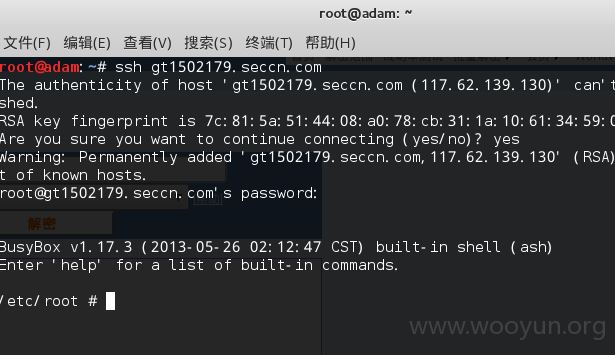 root@adam: ~
文件(F) 编辑(E) 查看(V) 搜索(S) 终端(T) 帮助(H)
root@adam:~# ssh gt1502179.seccn.com
The authenticity of host 'gt1502179.seccn.com (117.62.139.130)' can't
shed.
RSA key fingerprint is 7c:81:5a:51:44:08:a0:78:cb:31:1a:10:61:34:59:0
Are you sure you want to continue connecting (yes/no)? yes
Warning: Permanently added 'gt1502179.seccn.com,117.62.139.130' (RSA)
t of known hosts.
root@gt1502179.seccn.com's password:
解密
BusyBox v1.17.3 (2013-05-26 02:12:47 CST) built-in shell (ash)
Enter 'help' for a list of built-in commands.
/etc/root #
www.wooyun.org